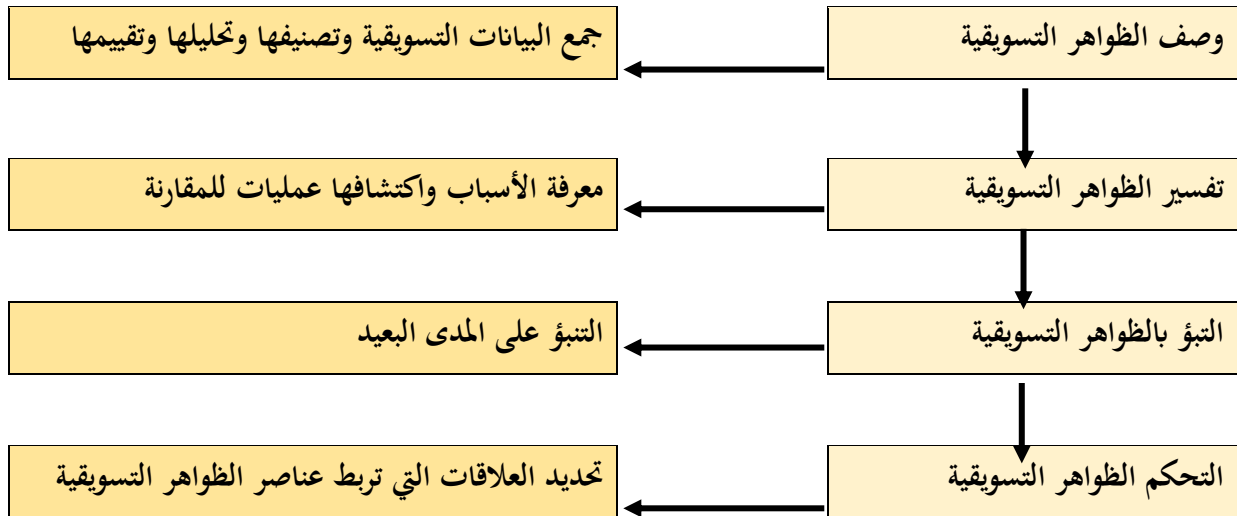 وصف الظواهر التسويقية
جمع البيانات التسويقية وتصنيفها وتحليلها وتقييمها
تفسير الظواهر التسويقية
معرفة الأسباب واكتشافها عمليات للمقارنة
التبؤ بالظواهر التسويقية
التنبؤ على المدى البعيد
التحكم الظواهر التسويقية
تحديد العلاقات التي تربط عناصر الظواهر التسويقية